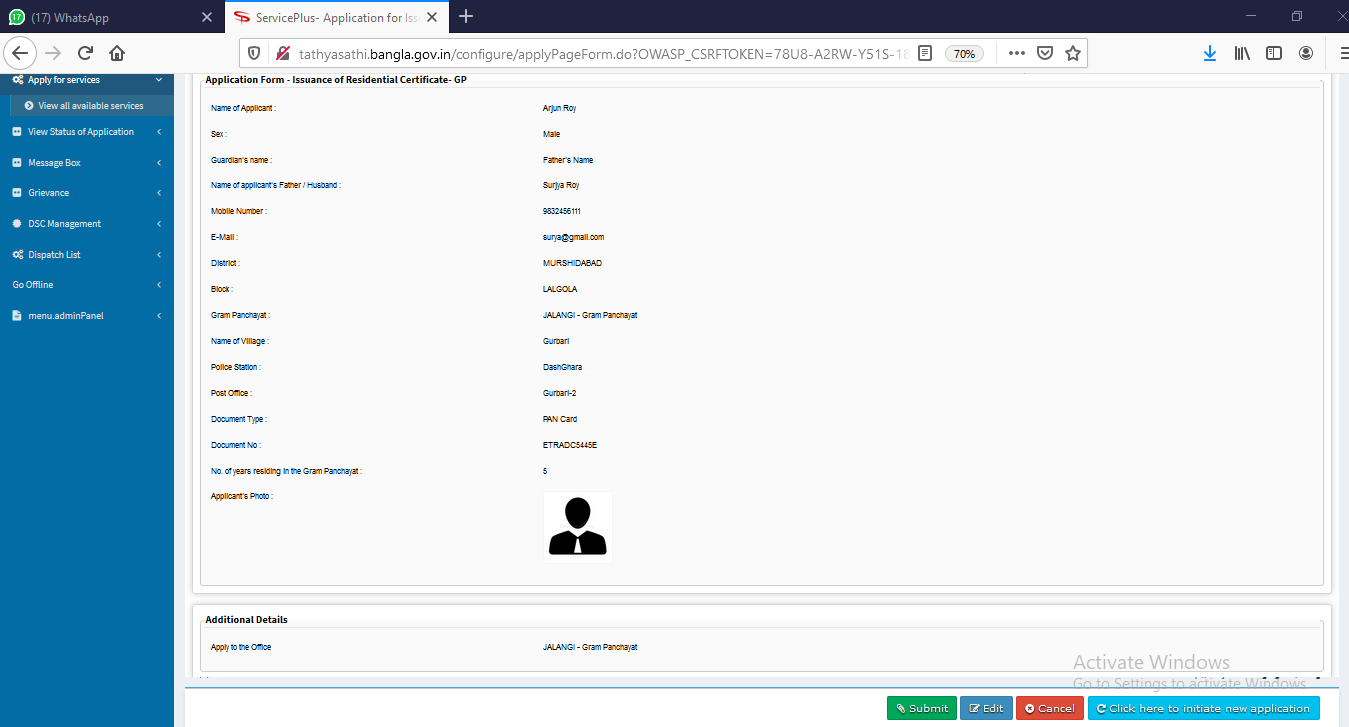 (17) WhatsApp
ServicePlus- Application for Iss
tathyasathi.bangla.gov.in/configure/applyPageForm.do?OWASP_CSRFTOKEN=78U8-A2RW-Y51S-18
70%
Apply for services
View all available services
View Status of Application
Message Box
Grievance
DSC Management
Dispatch List
Go Offline
menu.adminPanel
Application Form - Issuance of Residential Certificate- GP
Name of Applicant : Arjun Roy
Sex : Male
Guardian's name : Father's Name
Name of applicant's Father / Husband : Surjya Roy
Mobile Number : 9832456111
E-Mail : surya@gmail.com
District : MURSHIDABAD
Block : LALGOLA
Gram Panchayat : JALANGI - Gram Panchayat
Name of Village : Gurbari
Police Station : DashGhara
Post Office : Gurbari-2
Document Type : PAN Card
Document No : ETRADC5445E
No. of years residing in the Gram Panchayat : 5
Applicant's Photo :
Additional Details
Apply to the Office JALANGI - Gram Panchayat
Activate Windows
Go to Settings to activate Windows.
Submit Edit Cancel Click here to initiate new application